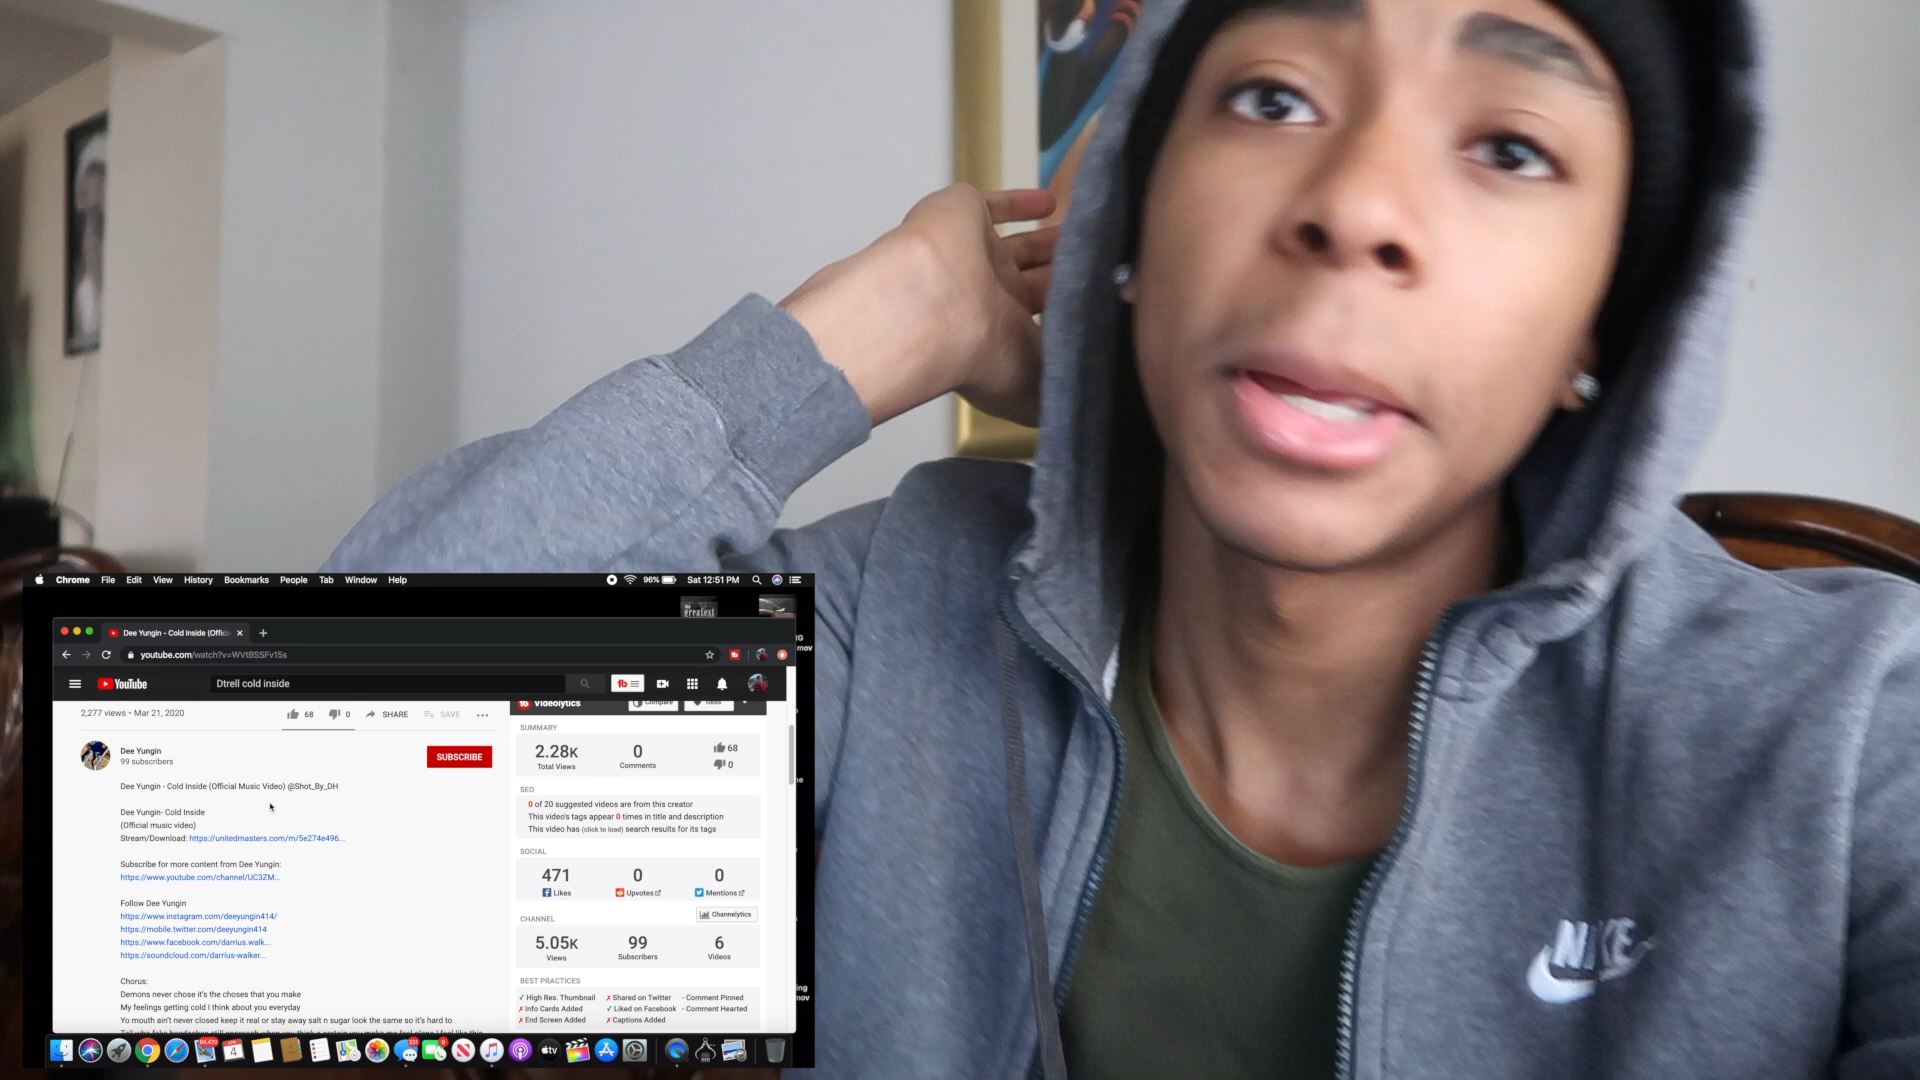 Chrome File Edit View History Bookmarks People Tab Window Help 96% Sat 12:51 PM
greatest
Dee Yungin - Cold Inside (Offici
youtube.com/watch?v=WVtBSSFv15s
mov
YouTube Dtrell cold inside tb
2,277 views • Mar 21, 2020 68 0 SHARE SAVE
Dee Yungin
99 subscribers
SUBSCRIBE
Dee Yungin - Cold Inside (Official Music Video) @Shot_By_DH
Dee Yungin- Cold Inside
(Official music video)
Stream/Download: https://unitedmasters.com/m/5e274e496...
Subscribe for more content from Dee Yungin:
https://www.youtube.com/channel/UC3ZM...
Follow Dee Yungin
https://www.instagram.com/deeyungin414/
https://mobile.twitter.com/deeyungin414
https://www.facebook.com/darrius.walk...
https://soundcloud.com/darrius-walker...
Chorus:
Demons never chose it's the choses that you make
My feelings getting cold I think about you everyday
Yo mouth ain't never closed keep it real or stay away salt n sugar look the same so it's hard to
Videolytics Compare Tools
SUMMARY
2.28K 0 68
Total Views Comments 0
SEO
0 of 20 suggested videos are from this creator
This video's tags appear 0 times in title and description
This video has (click to load) search results for its tags
SOCIAL
471 0 0
Likes Upvotes Mentions
CHANNEL Channelytics
5.05K 99 6
Views Subscribers Videos
BEST PRACTICES
✓ High Res. Thumbnail ✗ Shared on Twitter - Comment Pinned
✗ Info Cards Added ✓ Liked on Facebook - Comment Hearted
✗ End Screen Added ✗ Captions Added
ing
mov
4
tv
NIKE